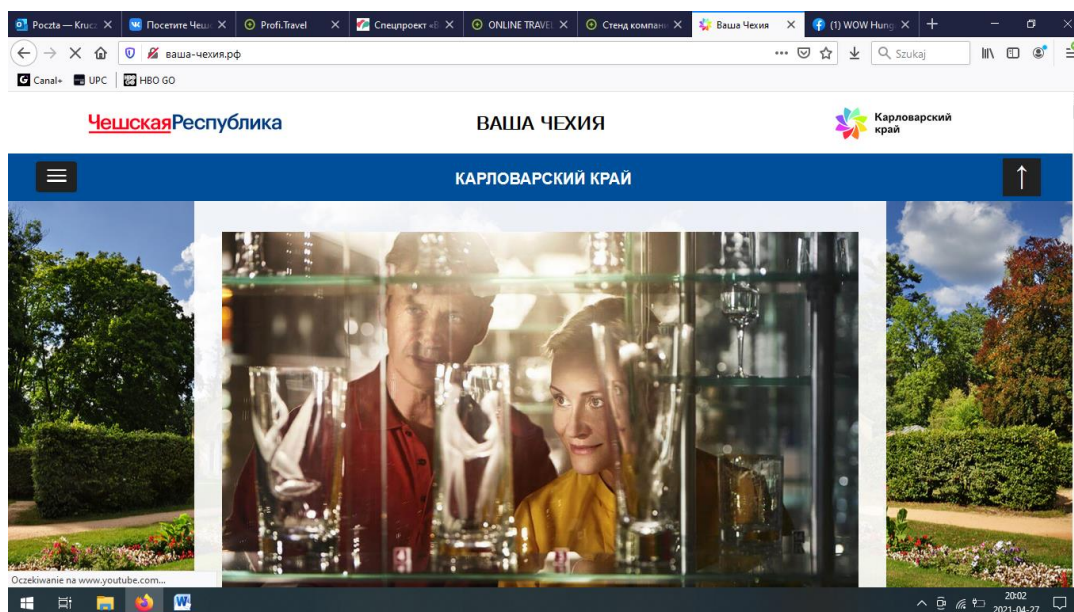 Poczta — Kruc
Посетите Чеш
Profi.Travel
Спецпроект «В
ONLINE TRAVEL
Стенд компани
Ваша Чехия
(1) WOW Hung
ваша-чехия.рф
Szukaj
Canal+
UPC
HBO GO
ЧешскаяРеспублика
ВАША ЧЕХИЯ
Карловарский
край
КАРЛОВАРСКИЙ КРАЙ
Oczekiwanie na www.youtube.com...
20:02
2021-04-27